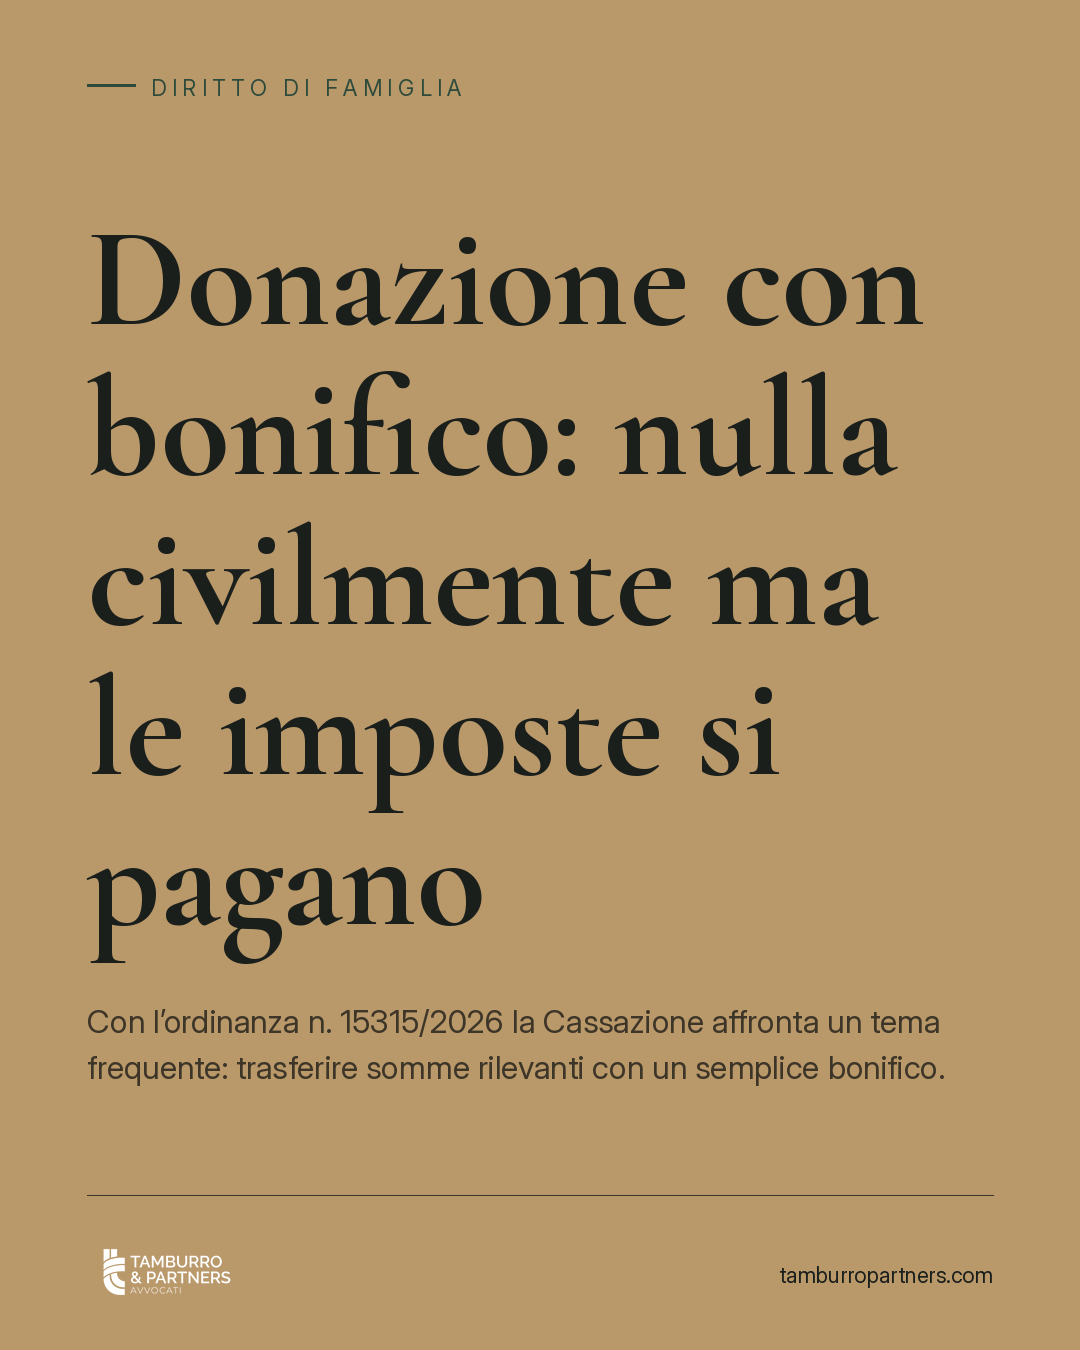 DIRITTO DI FAMIGLIA
Donazione con
bonifico: nulla
civilmente ma
le imposte si
pagano
Con l’ordinanza n. 15315/2026 la Cassazione affronta un tema
frequente: trasferire somme rilevanti con un semplice bonifico.
TAMBURRO
& PARTNERS
AVVOCATI
tamburropartners.com